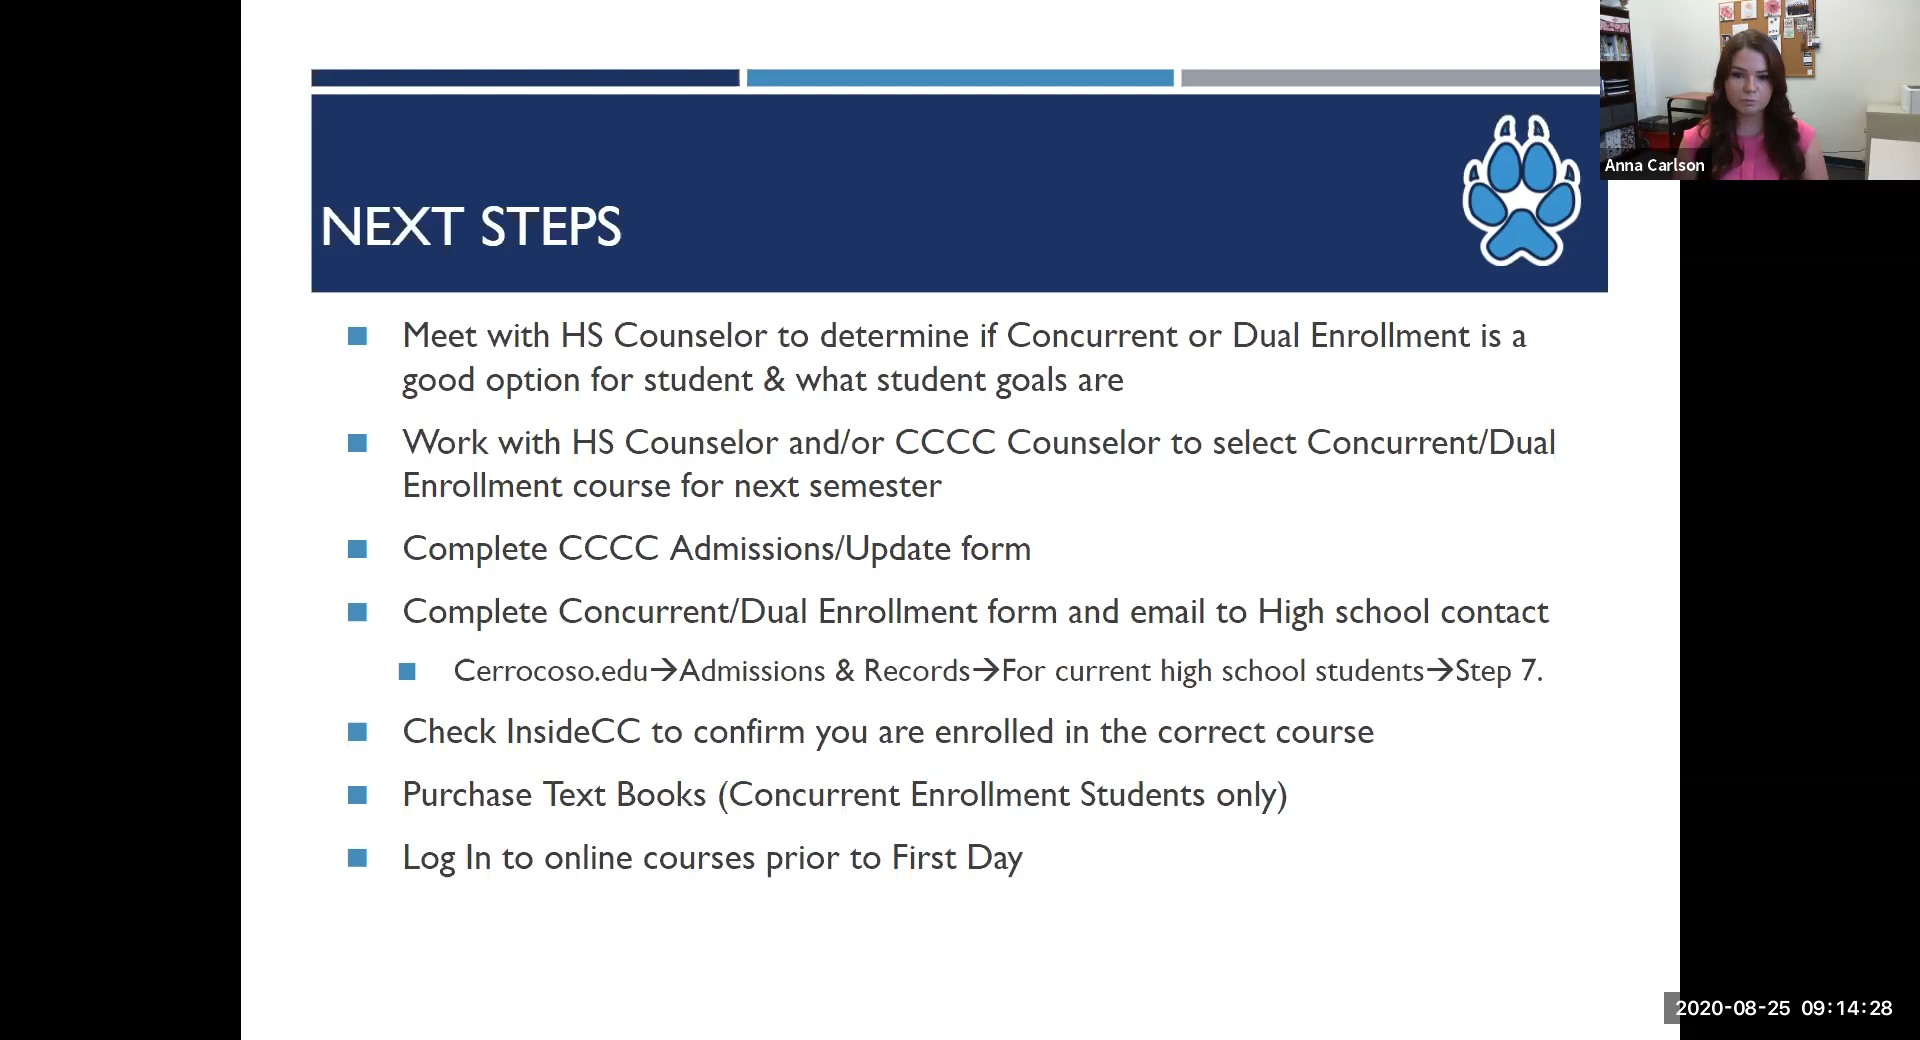 Anna Carlson
NEXT STEPS
Meet with HS Counselor to determine if Concurrent or Dual Enrollment is a
good option for student & what student goals are
Work with HS Counselor and/or CCCC Counselor to select Concurrent/Dual
Enrollment course for next semester
Complete CCCC Admissions/Update form
Complete Concurrent/Dual Enrollment form and email to High school contact
Cerrocoso.edu→Admissions & Records→For current high school students→Step 7.
Check InsideCC to confirm you are enrolled in the correct course
Purchase Text Books (Concurrent Enrollment Students only)
Log In to online courses prior to First Day
2020-08-25 09:14:28